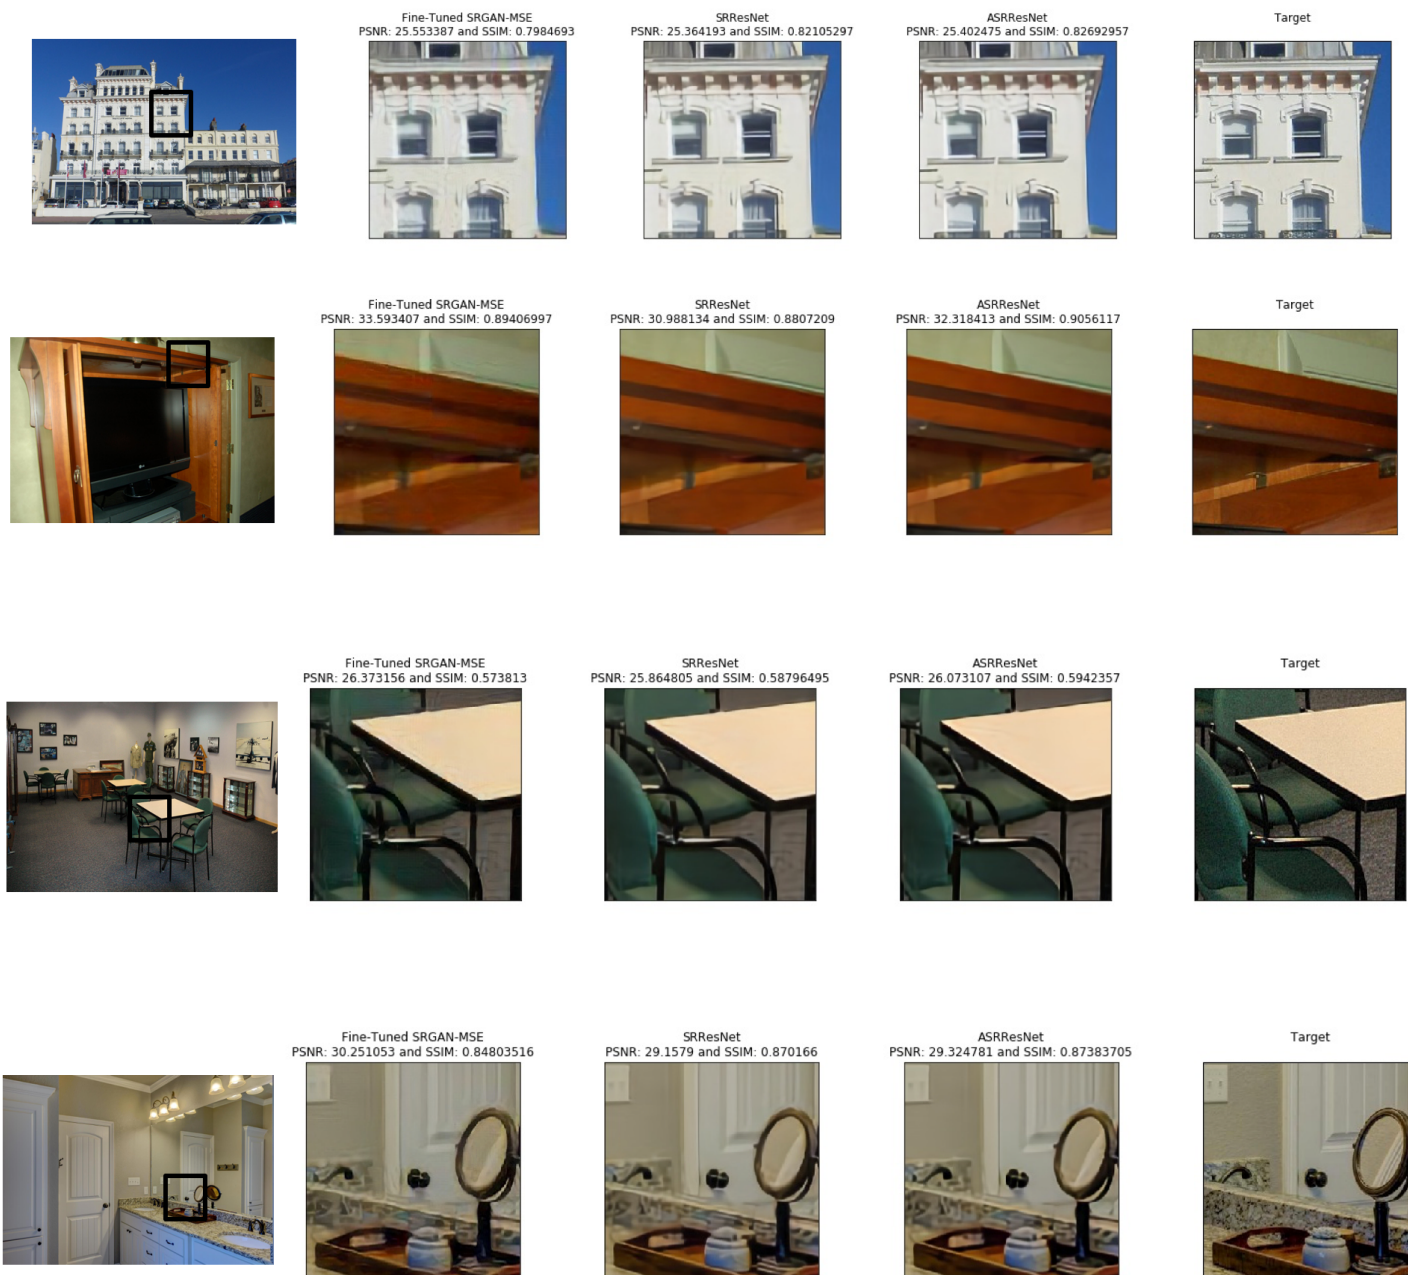 Fine-Tuned SRGAN-MSE
PSNR: 25.553387 and SSIM: 0.7984693
SRResNet
PSNR: 25.364193 and SSIM: 0.82105297
ASRResNet
PSNR: 25.402475 and SSIM: 0.82692957
Target
Fine-Tuned SRGAN-MSE
PSNR: 33.593407 and SSIM: 0.89406997
SRResNet
PSNR: 30.988134 and SSIM: 0.8807209
ASRResNet
PSNR: 32.318413 and SSIM: 0.9056117
Target
Fine-Tuned SRGAN-MSE
PSNR: 26.373156 and SSIM: 0.573813
SRResNet
PSNR: 25.864805 and SSIM: 0.58796495
ASRResNet
PSNR: 26.073107 and SSIM: 0.5942357
Target
Fine-Tuned SRGAN-MSE
PSNR: 30.251053 and SSIM: 0.84803516
SRResNet
PSNR: 29.1579 and SSIM: 0.870166
ASRResNet
PSNR: 29.324781 and SSIM: 0.87383705
Target